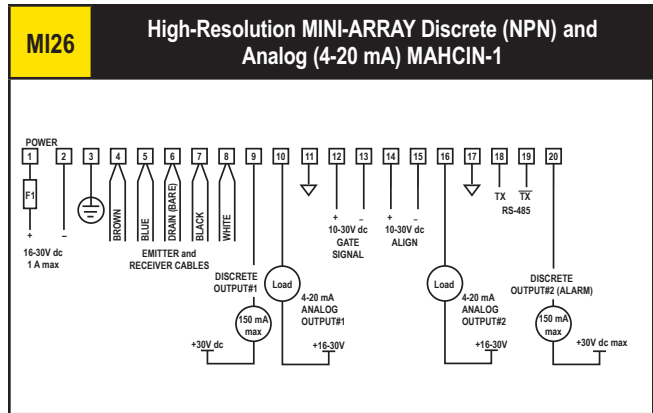 MI26
High-Resolution MINI-ARRAY Discrete (NPN) and
Analog (4-20 mA) MAHCIN-1
POWER
1 2 3 4 5 6 7 8 9 10 11 12 13 14 15 16 17 18 19 20
F1
+ –
16-30V dc
1 A max
BROWN
BLUE
DRAIN (BARE)
BLACK
WHITE
EMITTER and
RECEIVER CABLES
DISCRETE
OUTPUT#1
150 mA
max
+30V dc
Load
4-20 mA
ANALOG
OUTPUT#1
+16-30V
+ –
10-30V dc
GATE
SIGNAL
+ –
10-30V dc
ALIGN
Load
4-20 mA
ANALOG
OUTPUT#2
+16-30V
TX T̅X̅
RS-485
DISCRETE
OUTPUT#2 (ALARM)
150 mA
max
+30V dc max